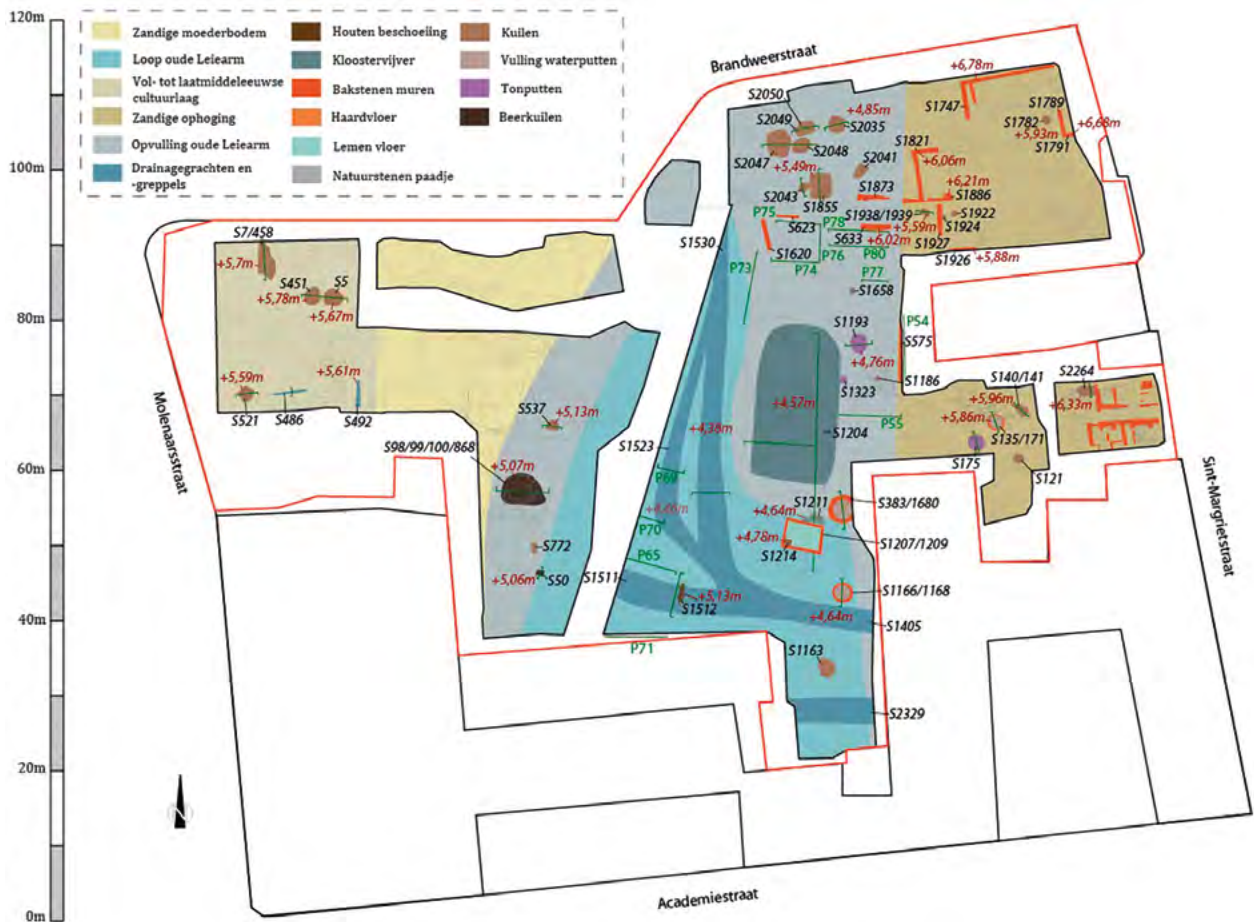 120m
100m
80m
60m
40m
20m
0m
Zandige moederbodem
Loop oude Leiearm
Vol- tot laatmiddeleeuwse
cultuurlaag
Zandige ophoging
Opvulling oude Leiearm
Drainagegrachten en
-greppels
Houten beschoeiing
Kloostervijver
Bakstenen muren
Haardvloer
Lemen vloer
Natuurstenen paadje
Kuilen
Vulling waterputten
Tonputten
Beerkuilen
Brandweerstraat
+6,78m
S2050
S2049
+4,85m
S2035
S1747
S1789
S1782
+5,93m
+6,68m
S1791
S1821
S2047
S2048
+5,49m
S2041
+6,06m
S2043
S1855
S1873
+6,21m
S1886
P75
S623
P78
S1938/1939
+5,59m
S1922
S1924
S1927
S633
+6,02m
S1926
+5,88m
S1530
S1620
P73
P74
P76
P80
P77
S1658
S7/458
+5,7m
S451
S5
+5,78m
+5,67m
S1193
P54
S575
+4,76m
+5,59m
+5,61m
S521
S486
S492
S1323
S1186
S140/141
S2264
+5,96m
+6,33m
+5,86m
S135/171
S175
S121
Molenaarsstraat
S537
+5,13m
+4,57m
+4,38m
P55
S1204
S1523
S98/99/100/868
+5,07m
P69
+4,46m
P70
S1211
+4,64m
S383/1680
+4,78m
S1214
S1207/1209
S772
P65
+5,06m
S50
S1511
+5,13m
S1512
S1166/1168
+4,64m
S1405
P71
S1163
S2329
Sint-Margrietstraat
N
Academiestraat